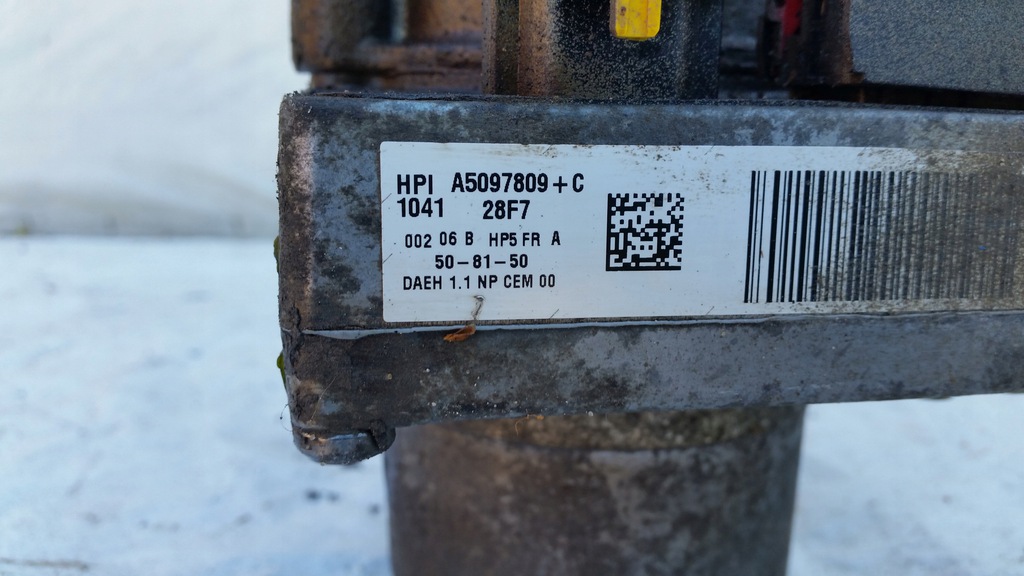 HPI A5097809+C
1041 28F7
002 06 B HP5 FR A
50-81-50
DAEH 1.1 NP CEM 00